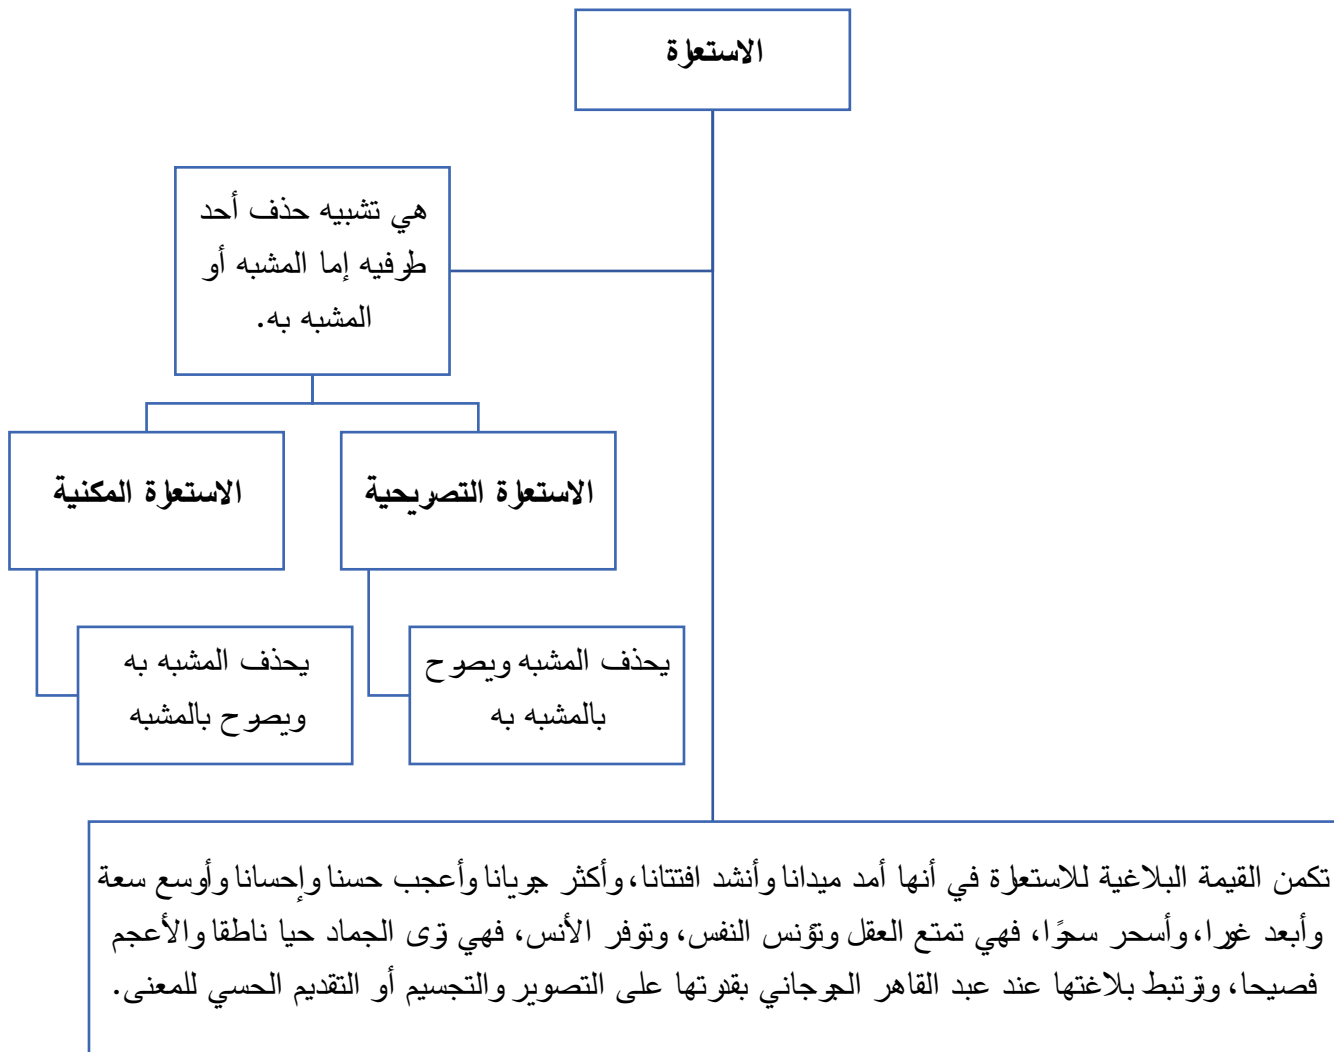 الاستعارة
هي تشبيه حذف أحد
طرفيه إما المشبه أو
المشبه به.
الاستعارة التصريحية
الاستعارة المكنية
يحذف المشبه ويصرح
بالمشبه به
يحذف المشبه به
ويصرح بالمشبه
تكمن القيمة البلاغية للاستعارة في أنها أمد ميدانا وأنشد افتتانا، وأكثر جريانا وأعجب حسنا وإحسانا وأوسع سعة
وأبعد غورا، وأسحر سحرًا، فهي تمتع العقل وتؤنس النفس، وتوفر الأنس، فهي ترى الجماد حيا ناطقا والأعجم
فصيحا، وترتبط بلاغتها عند عبد القاهر الجرجاني بقدرتها على التصوير والتجسيم أو التقديم الحسي للمعنى.